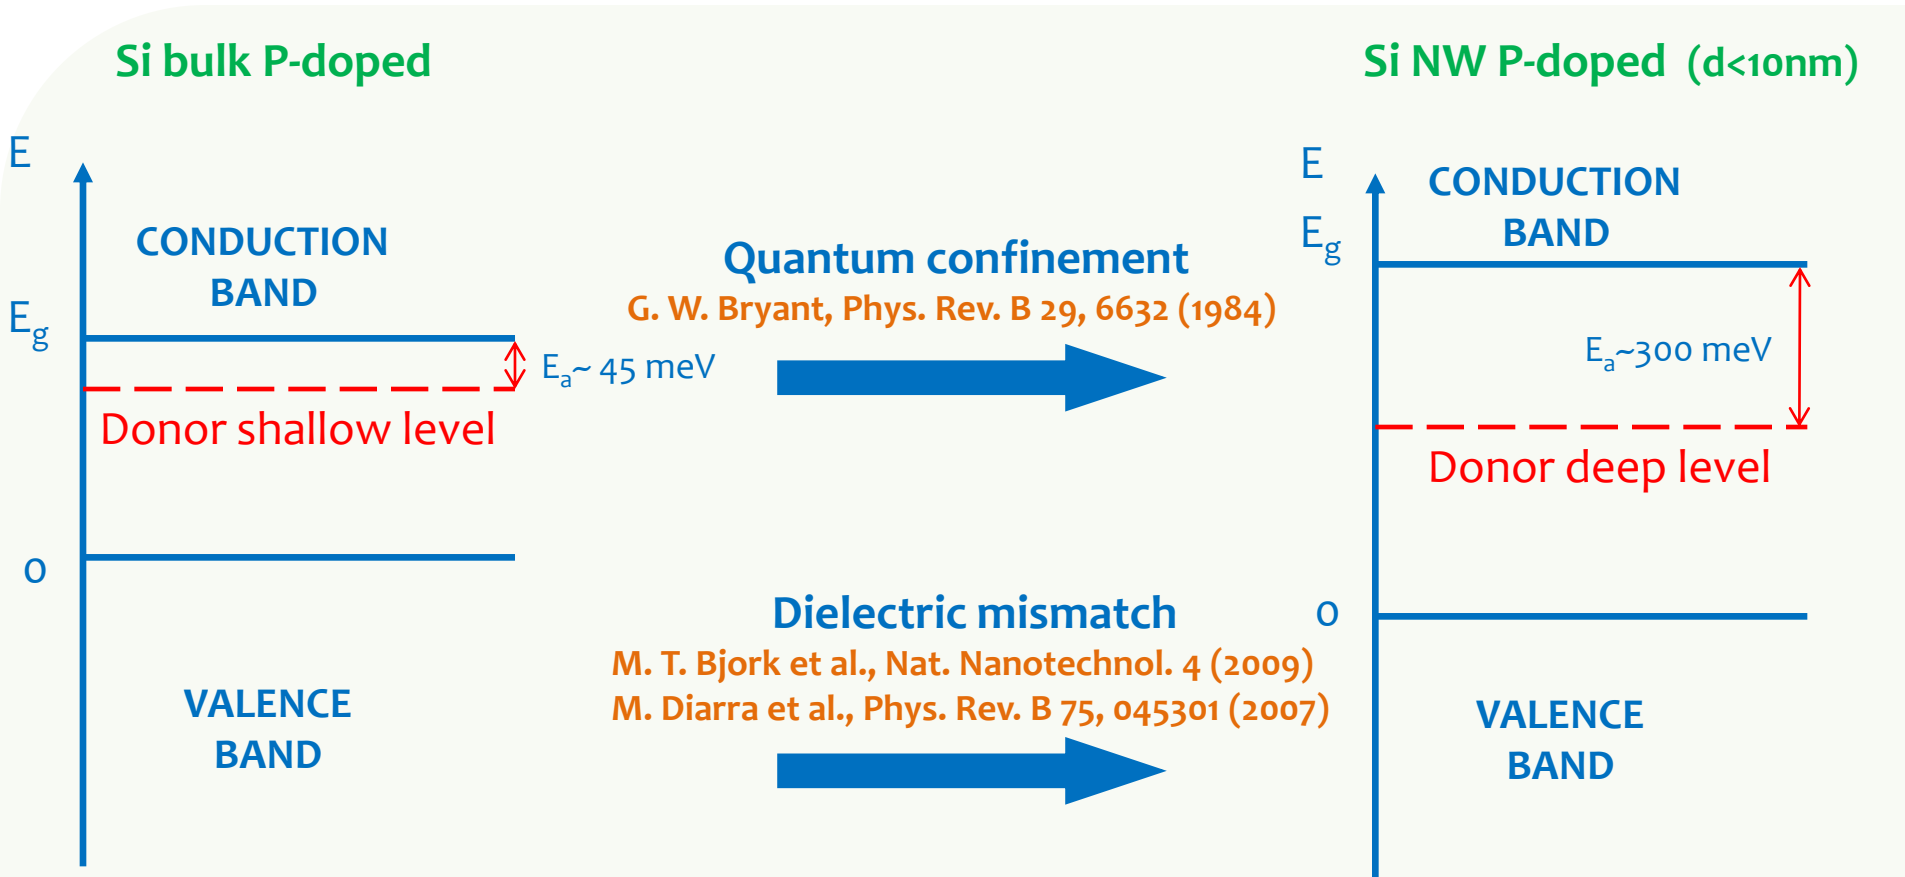 Si bulk P-doped
E
CONDUCTION
BAND
Eg
Ea~ 45 meV
Donor shallow level
0
VALENCE
BAND
Quantum confinement
G. W. Bryant, Phys. Rev. B 29, 6632 (1984)
Dielectric mismatch
M. T. Bjork et al., Nat. Nanotechnol. 4 (2009)
M. Diarra et al., Phys. Rev. B 75, 045301 (2007)
Si NW P-doped (d<10nm)
E
CONDUCTION
BAND
Eg
Ea~300 meV
Donor deep level
0
VALENCE
BAND